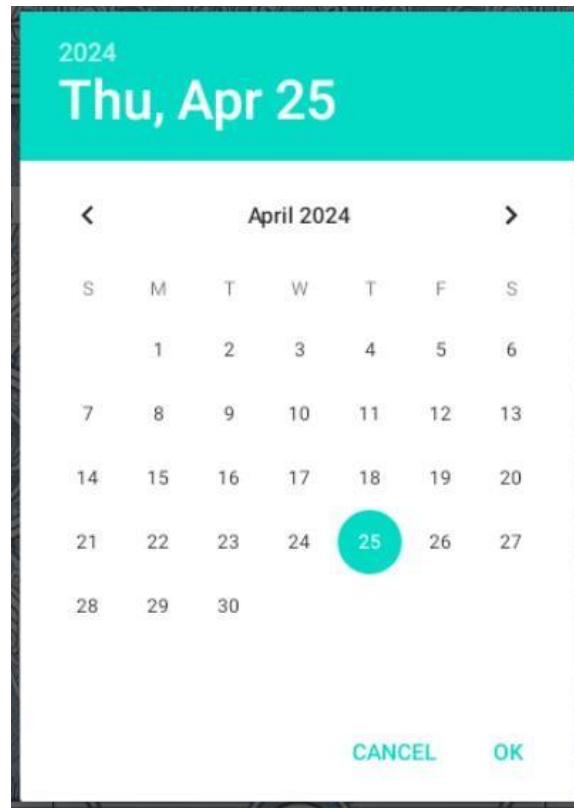 2024
Thu, Apr 25
April 2024
S M T W T F S
1 2 3 4 5 6
7 8 9 10 11 12 13
14 15 16 17 18 19 20
21 22 23 24 25 26 27
28 29 30
CANCEL OK